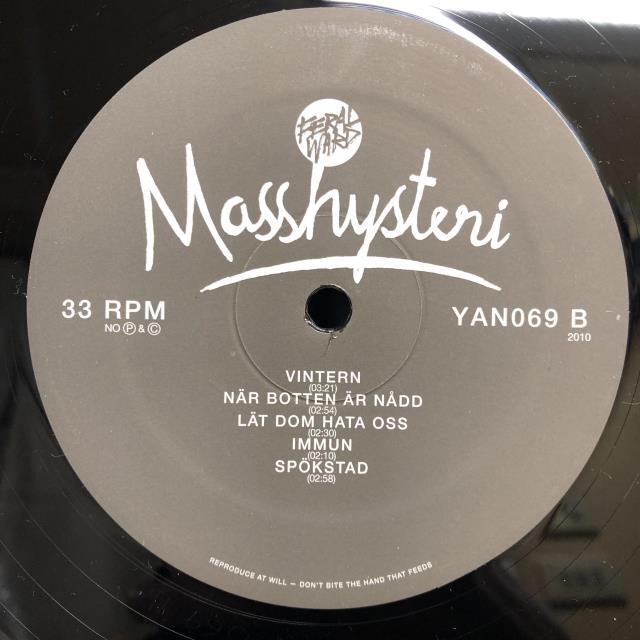 FERAL
WARD
Masshysteri
33 RPM
NO Ⓟ & Ⓒ
YAN069 B
2010
VINTERN
(03:21)
NÄR BOTTEN ÄR NÅDD
(02:54)
LÄT DOM HATA OSS
(02:30)
IMMUN
(02:10)
SPÖKSTAD
(02:58)
REPRODUCE AT WILL — DON'T BITE THE HAND THAT FEEDS